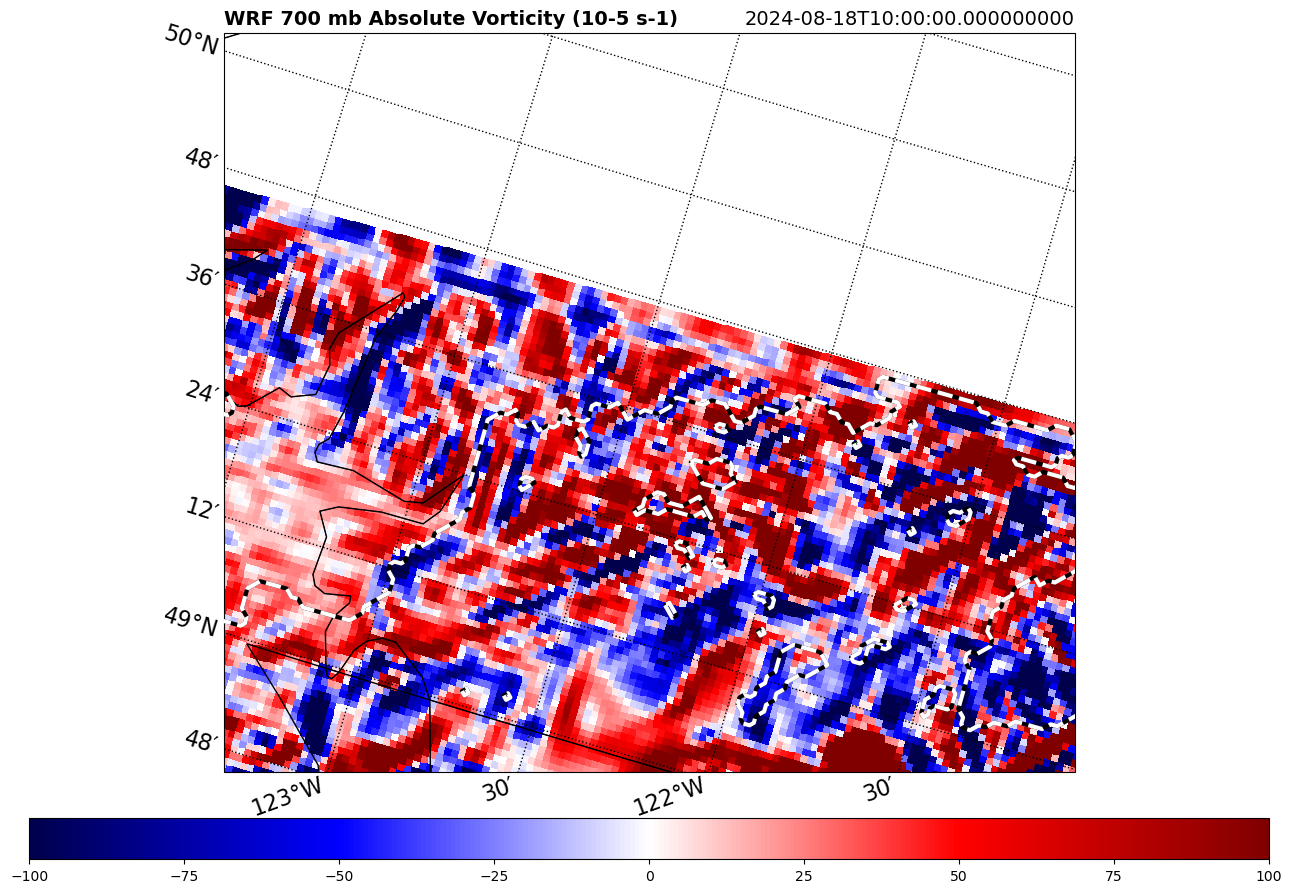 WRF 700 mb Absolute Vorticity (10-5 s-1) 2024-08-18T10:00:00.000000000
50°N
48′
36′
24′
12′
49°N
48′
123°W 30′ 122°W 30′
−100 −75 −50 −25 0 25 50 75 100